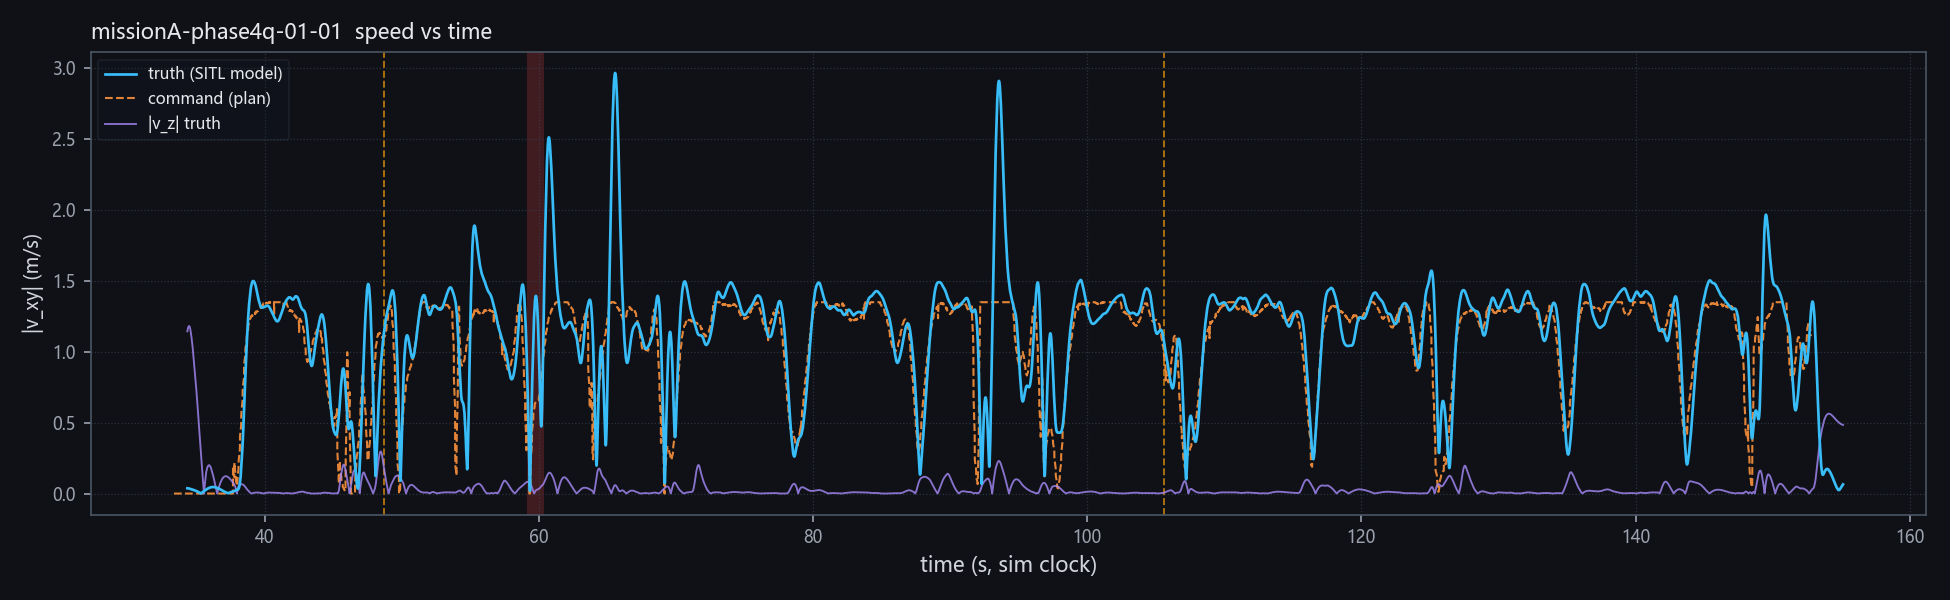 missionA-phase4q-01-01  speed vs time
truth (SITL model)
command (plan)
|v_z| truth
|v_xy| (m/s)
3.0
2.5
2.0
1.5
1.0
0.5
0.0
40
60
80
100
120
140
160
time (s, sim clock)